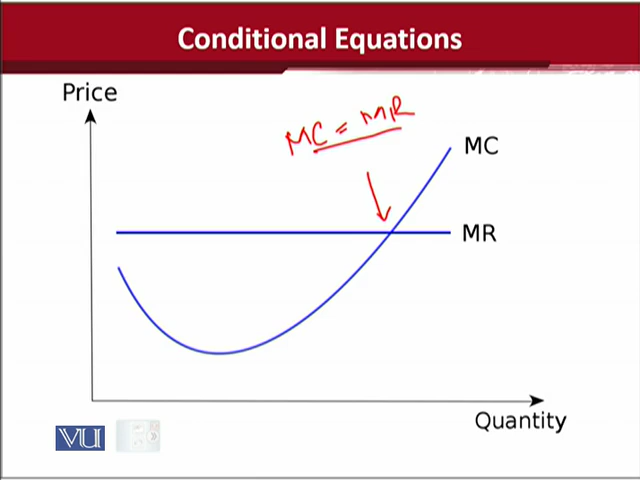 Conditional Equations
Price
MC = MR
MC
MR
Quantity
VU